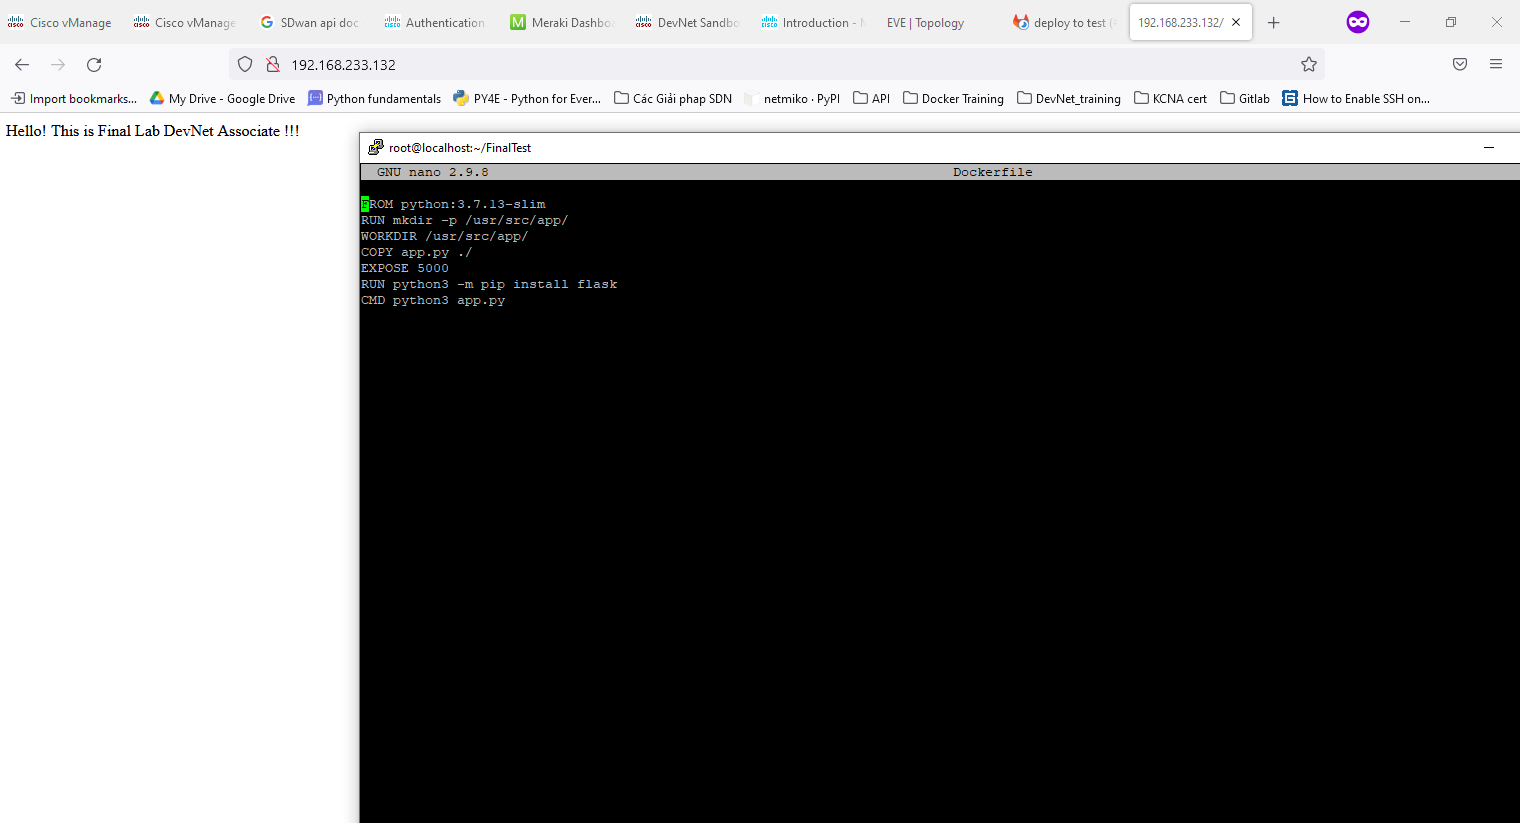 Cisco vManage
Cisco vManage
SDwan api doc
Authentication
Meraki Dashbo
DevNet Sandbo
Introduction - M
EVE | Topology
deploy to test (#
192.168.233.132/
192.168.233.132
Import bookmarks...
My Drive - Google Drive
Python fundamentals
PY4E - Python for Ever...
Các Giải phap SDN
netmiko · PyPI
API
Docker Training
DevNet_training
KCNA cert
Gitlab
How to Enable SSH on...
Hello! This is Final Lab DevNet Associate !!!
root@localhost:~/FinalTest
GNU nano 2.9.8 Dockerfile
FROM python:3.7.13-slim
RUN mkdir -p /usr/src/app/
WORKDIR /usr/src/app/
COPY app.py ./
EXPOSE 5000
RUN python3 -m pip install flask
CMD python3 app.py